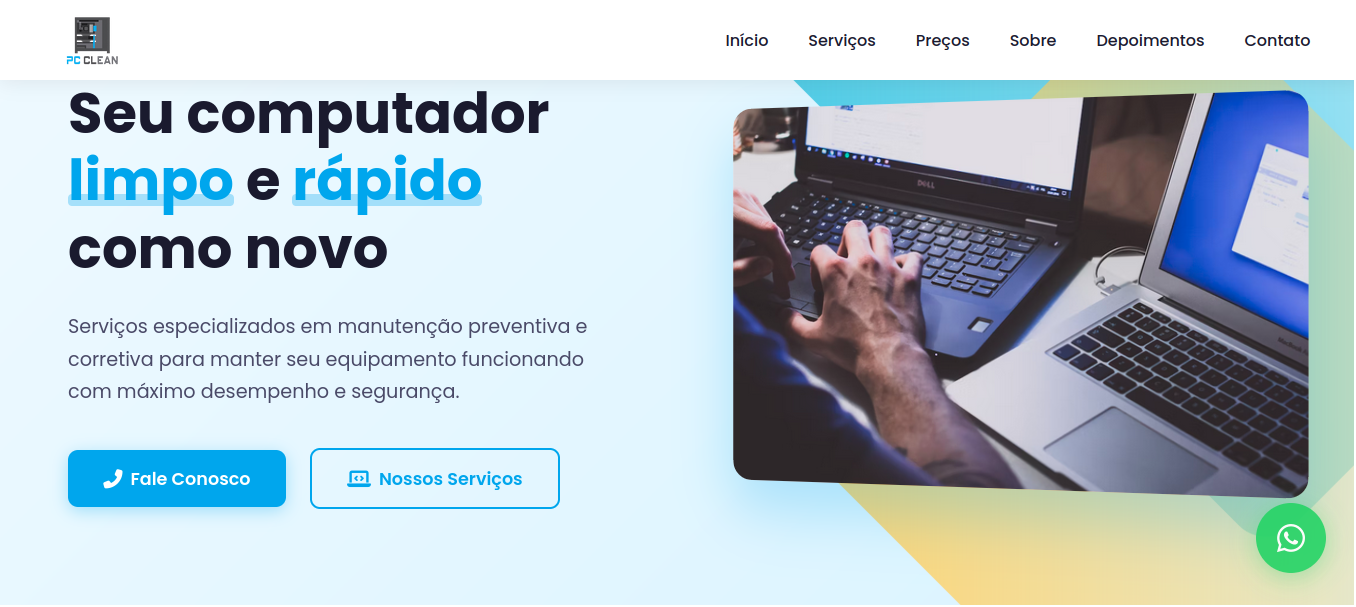 PC CLEAN
Início Serviços Preços Sobre Depoimentos Contato
Seu computador
limpo e rápido
como novo
Serviços especializados em manutenção preventiva e
corretiva para manter seu equipamento funcionando
com máximo desempenho e segurança.
Fale Conosco Nossos Serviços
DELL